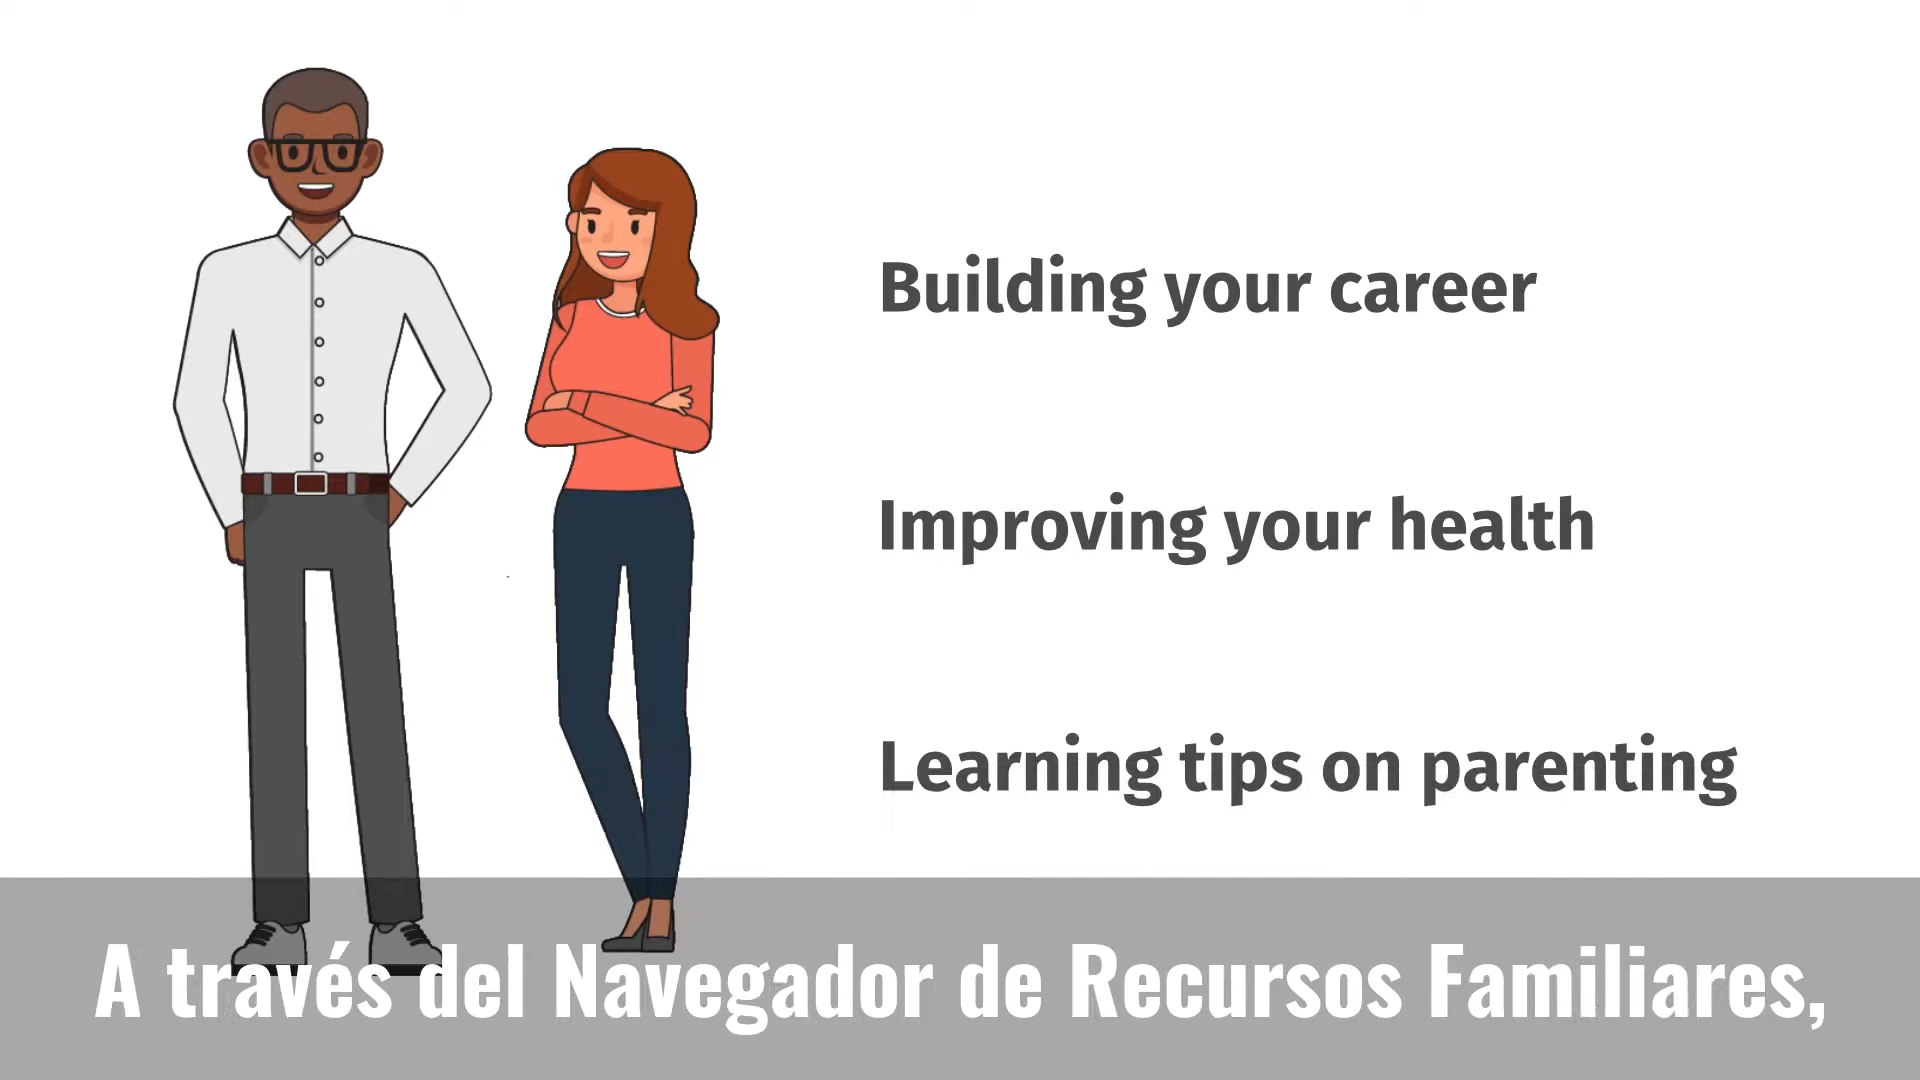 Building your career
Improving your health
Learning tips on parenting
A través del Navegador de Recursos Familiares,